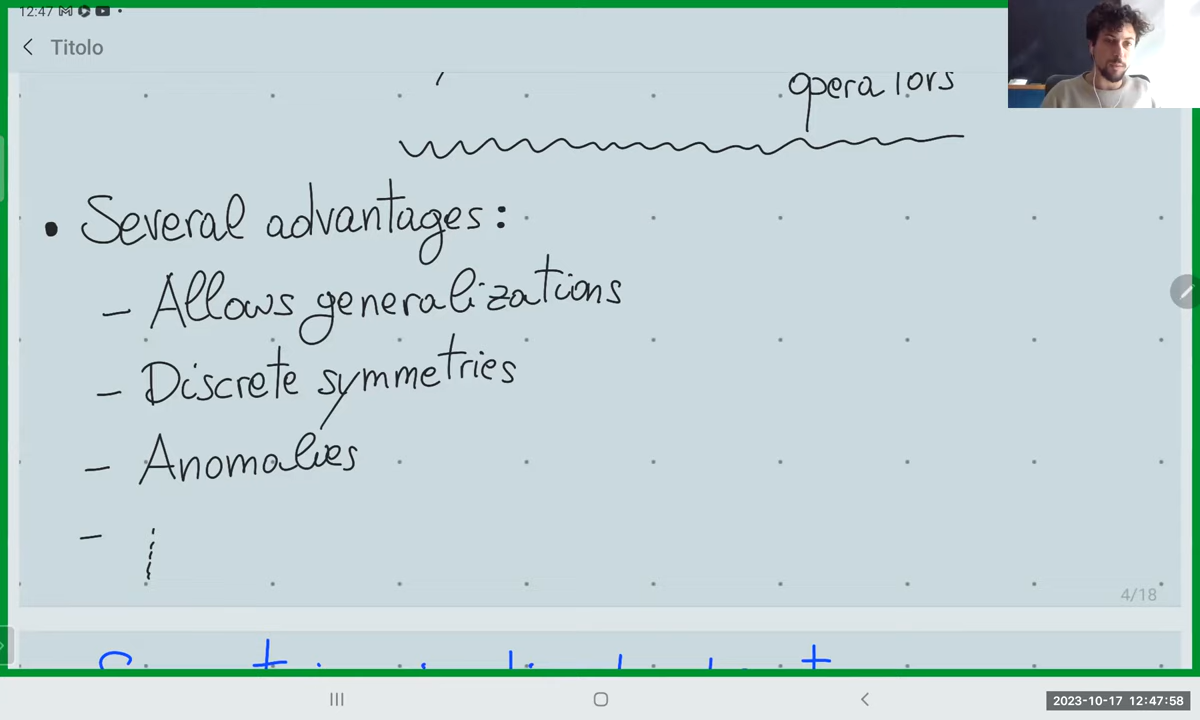 12:47
Titolo
operators
• Several advantages:
– Allows generalizations
– Discrete symmetries
– Anomalies
–
4/18
2023-10-17 12:47:58